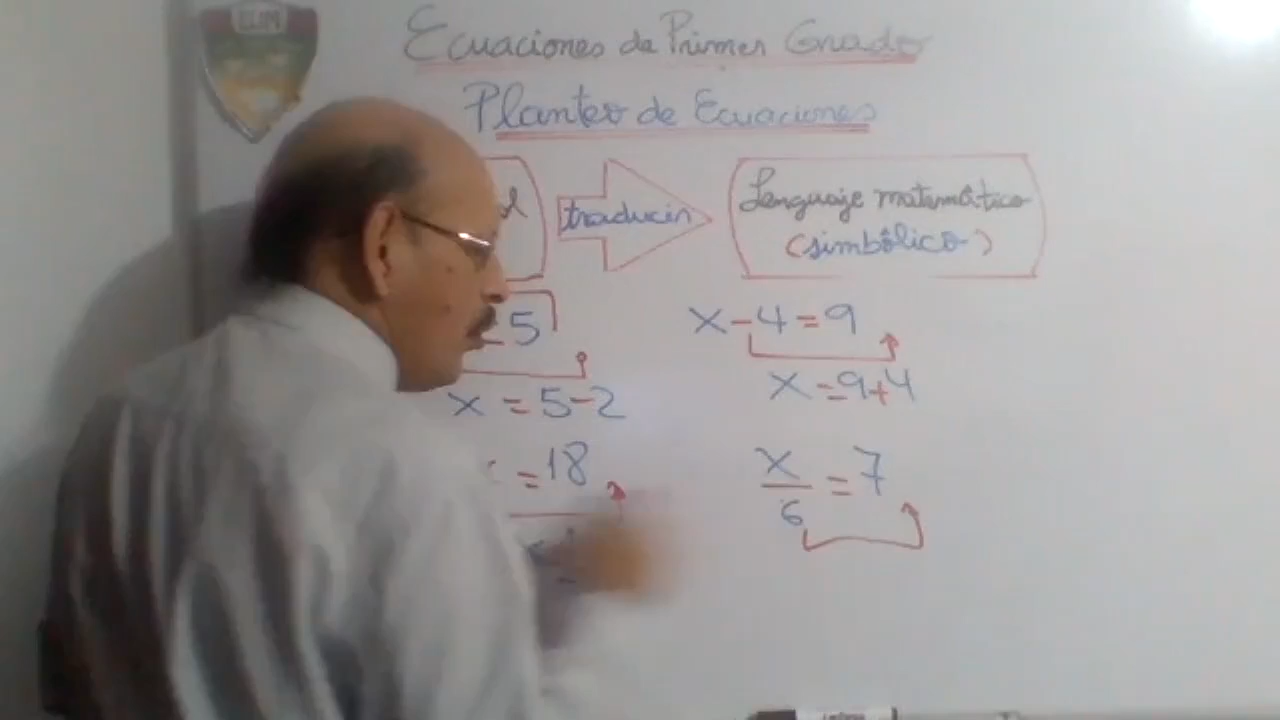 Ecuaciones de Primer Grado
Planteo de Ecuaciones
traducir
Lenguaje matemático
(simbólico)
5
x - 4 = 9
x = 5 - 2
x = 9 + 4
= 18
x/6 = 7